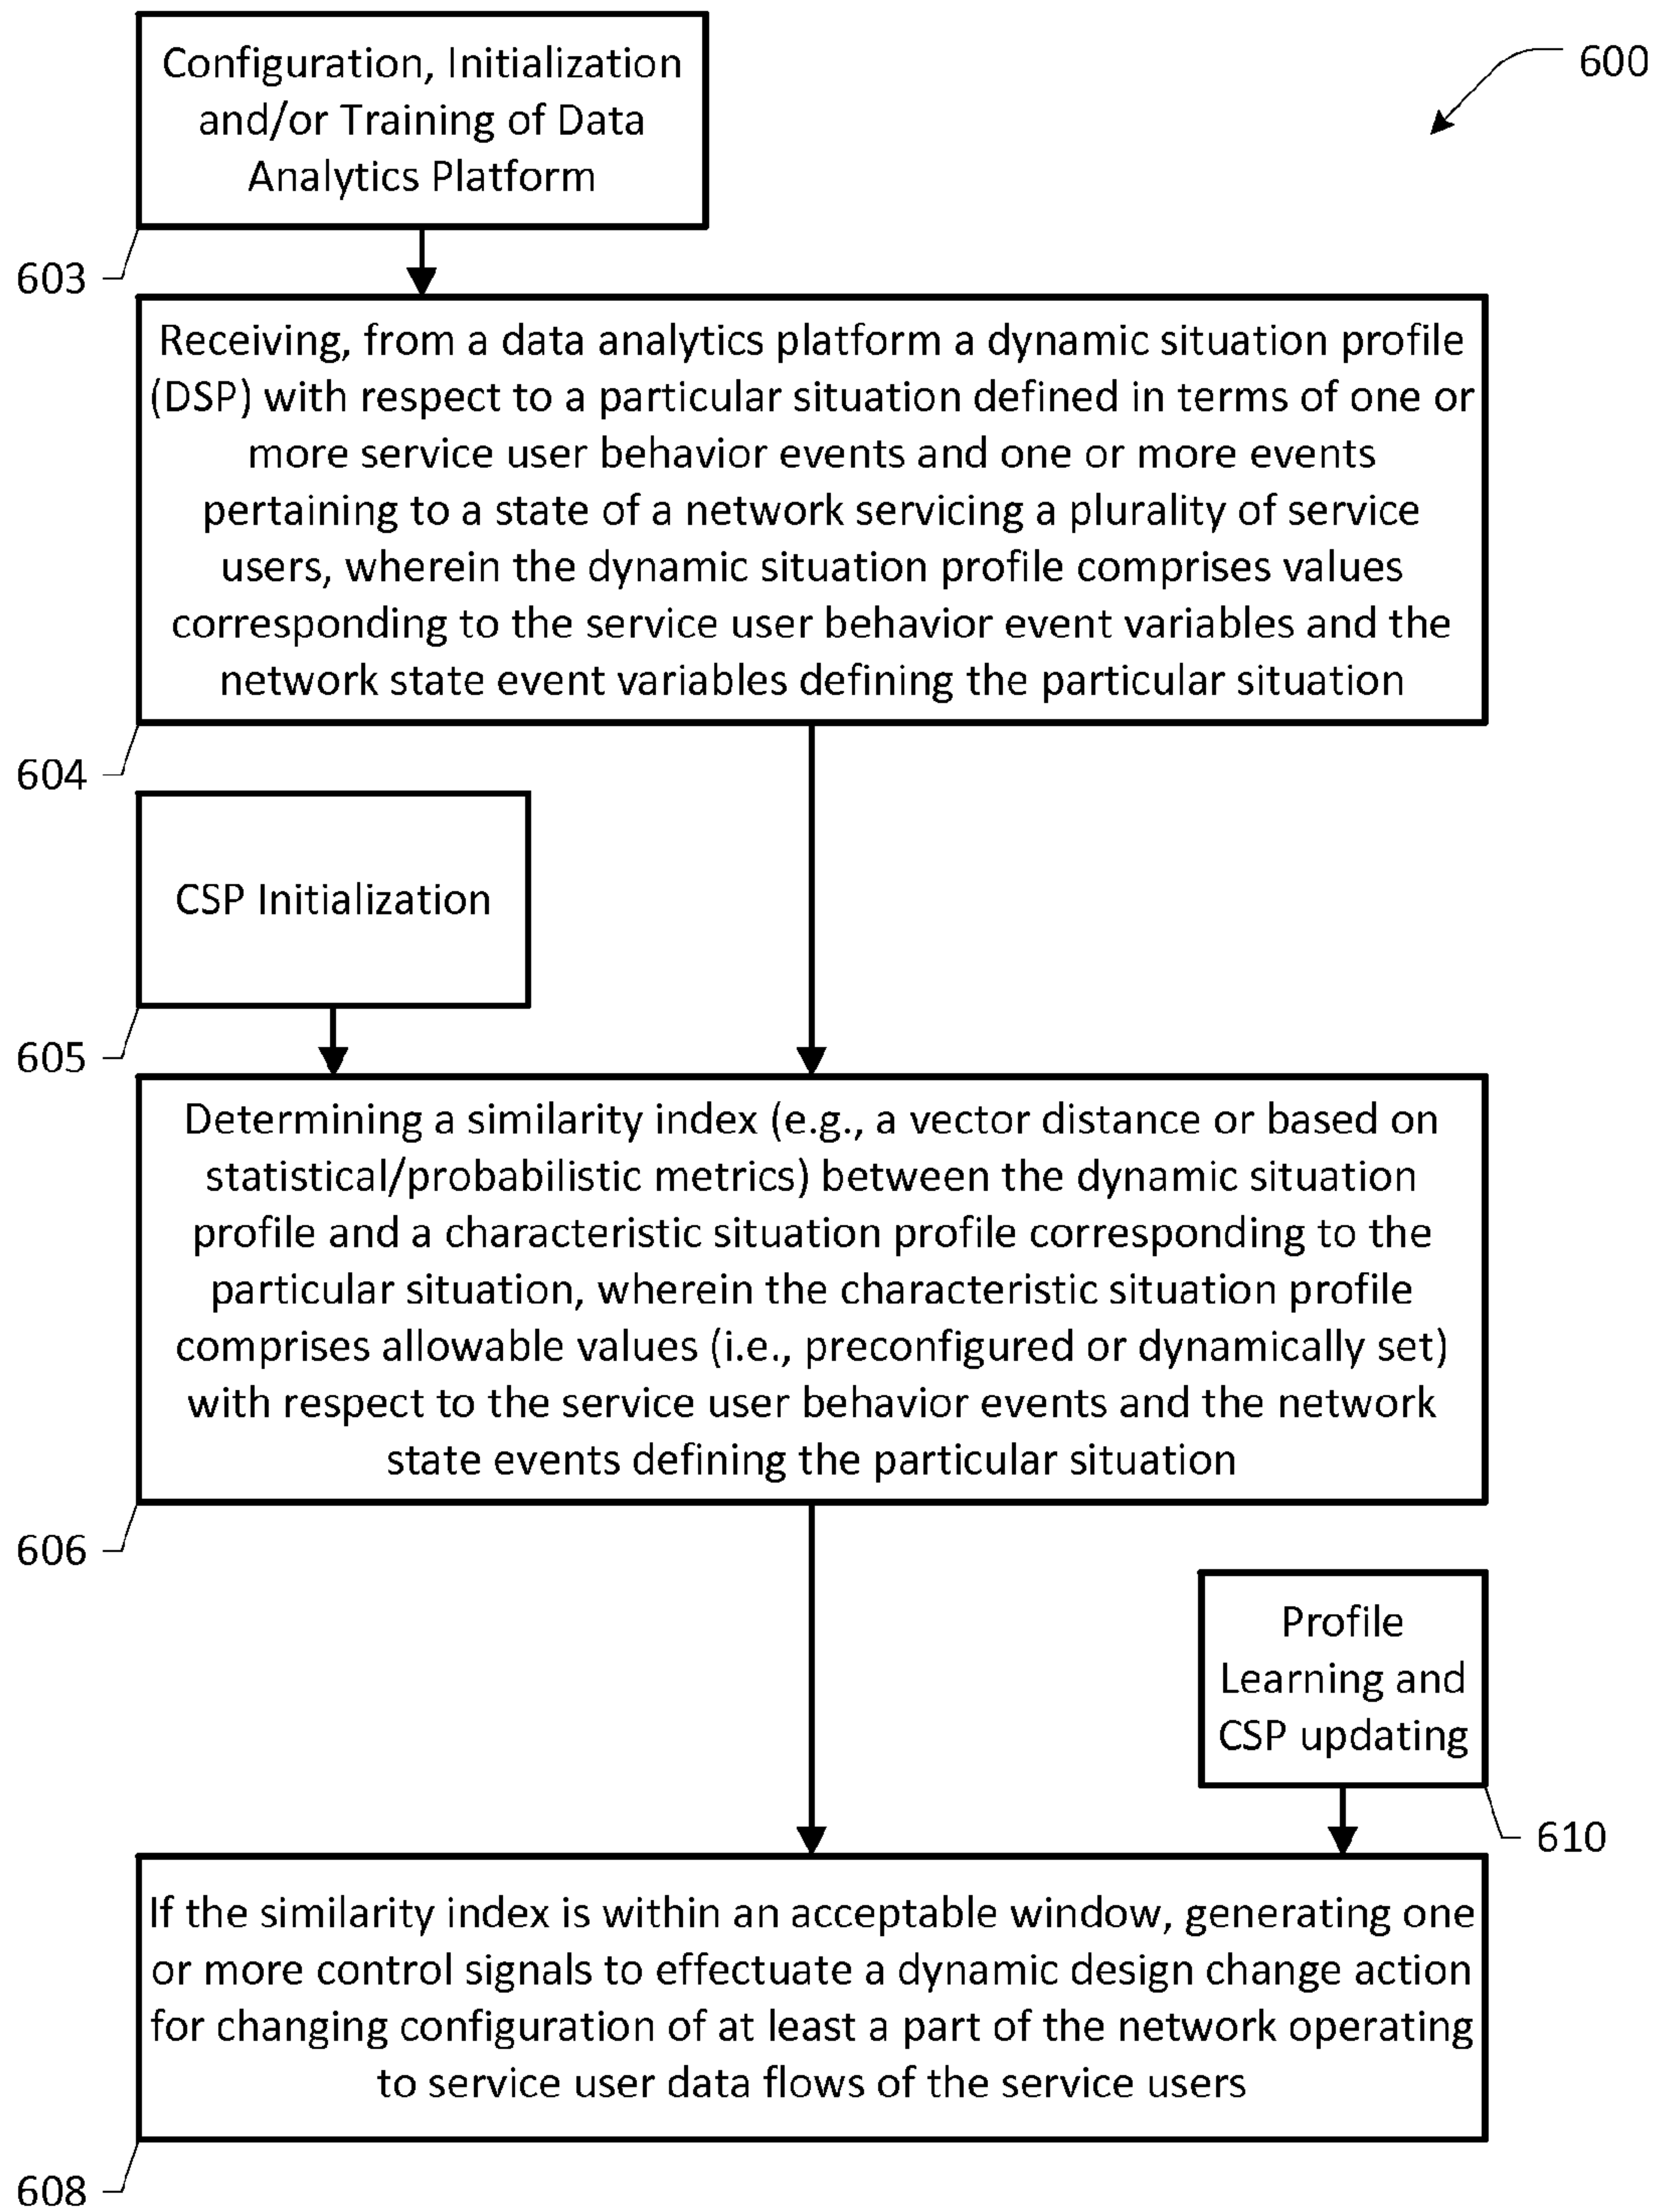 Configuration, Initialization
and/or Training of Data
Analytics Platform
600
603
Receiving, from a data analytics platform a dynamic situation profile
(DSP) with respect to a particular situation defined in terms of one or
more service user behavior events and one or more events
pertaining to a state of a network servicing a plurality of service
users, wherein the dynamic situation profile comprises values
corresponding to the service user behavior event variables and the
network state event variables defining the particular situation
604
CSP Initialization
605
Determining a similarity index (e.g., a vector distance or based on
statistical/probabilistic metrics) between the dynamic situation
profile and a characteristic situation profile corresponding to the
particular situation, wherein the characteristic situation profile
comprises allowable values (i.e., preconfigured or dynamically set)
with respect to the service user behavior events and the network
state events defining the particular situation
606
Profile
Learning and
CSP updating
610
If the similarity index is within an acceptable window, generating one
or more control signals to effectuate a dynamic design change action
for changing configuration of at least a part of the network operating
to service user data flows of the service users
608